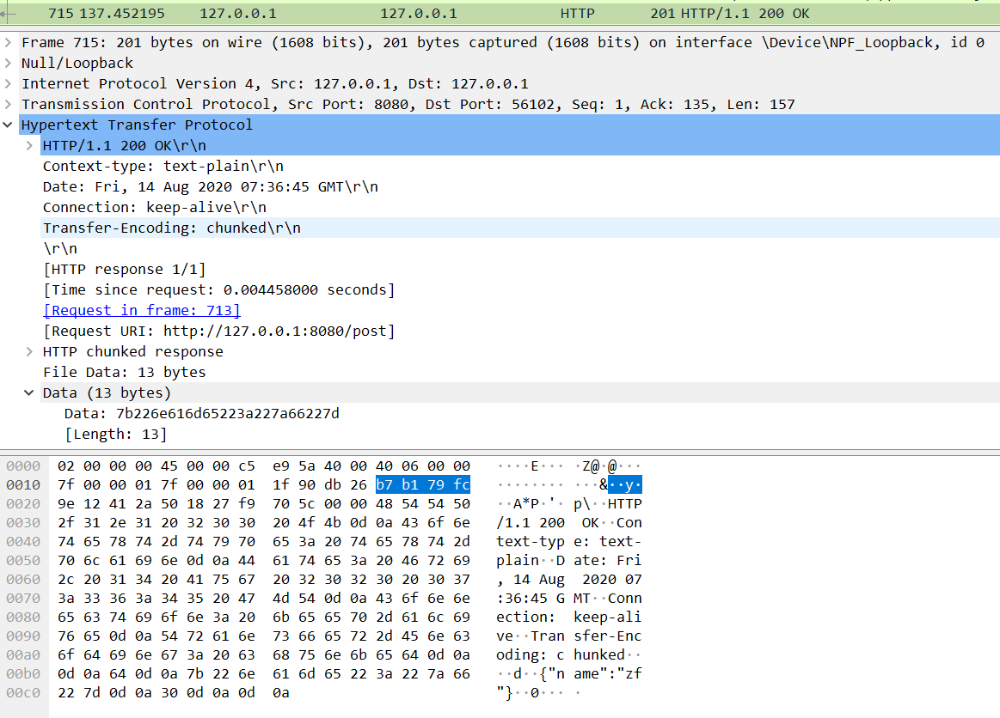 715 137.452195 127.0.0.1 127.0.0.1 HTTP 201 HTTP/1.1 200 OK
Frame 715: 201 bytes on wire (1608 bits), 201 bytes captured (1608 bits) on interface \Device\NPF_Loopback, id 0
Null/Loopback
Internet Protocol Version 4, Src: 127.0.0.1, Dst: 127.0.0.1
Transmission Control Protocol, Src Port: 8080, Dst Port: 56102, Seq: 1, Ack: 135, Len: 157
Hypertext Transfer Protocol
HTTP/1.1 200 OK\r\n
Context-type: text-plain\r\n
Date: Fri, 14 Aug 2020 07:36:45 GMT\r\n
Connection: keep-alive\r\n
Transfer-Encoding: chunked\r\n
\r\n
[HTTP response 1/1]
[Time since request: 0.004458000 seconds]
[Request in frame: 713]
[Request URI: http://127.0.0.1:8080/post]
HTTP chunked response
File Data: 13 bytes
Data (13 bytes)
Data: 7b226e616d65223a227a66227d
[Length: 13]
0000 02 00 00 00 45 00 00 c5 e9 5a 40 00 40 06 00 00 ····E··· ·Z@·@···
0010 7f 00 00 01 7f 00 00 01 1f 90 db 26 b7 b1 79 fc ········ ···&··y·
0020 9e 12 41 2a 50 18 27 f9 70 5c 00 00 48 54 54 50 ··A*P·'· p\··HTTP
0030 2f 31 2e 31 20 32 30 30 20 4f 4b 0d 0a 43 6f 6e /1.1 200 OK··Con
0040 74 65 78 74 2d 74 79 70 65 3a 20 74 65 78 74 2d text-typ e: text-
0050 70 6c 61 69 6e 0d 0a 44 61 74 65 3a 20 46 72 69 plain··D ate: Fri
0060 2c 20 31 34 20 41 75 67 20 32 30 32 30 20 30 37 , 14 Aug 2020 07
0070 3a 33 36 3a 34 35 20 47 4d 54 0d 0a 43 6f 6e 6e :36:45 G MT··Conn
0080 65 63 74 69 6f 6e 3a 20 6b 65 65 70 2d 61 6c 69 ection: keep-ali
0090 76 65 0d 0a 54 72 61 6e 73 66 65 72 2d 45 6e 63 ve··Tran sfer-Enc
00a0 6f 64 69 6e 67 3a 20 63 68 75 6e 6b 65 64 0d 0a oding: c hunked··
00b0 0d 0a 64 0d 0a 7b 22 6e 61 6d 65 22 3a 22 7a 66 ··d··{"n ame":"zf
00c0 22 7d 0d 0a 30 0d 0a 0d 0a "}··0··· ·